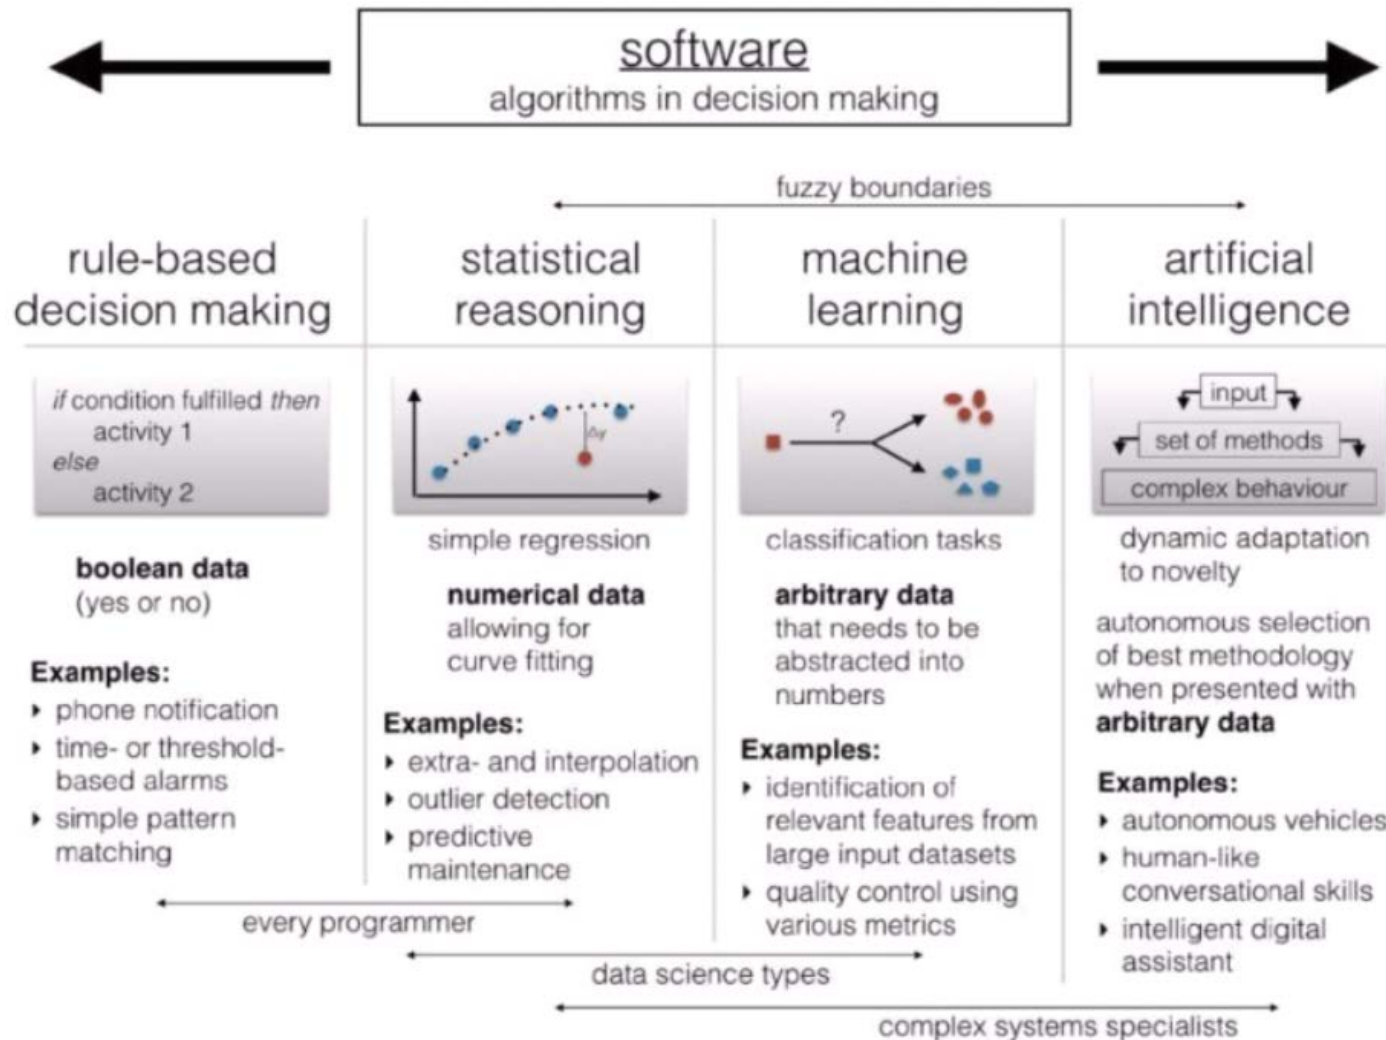 software
algorithms in decision making
fuzzy boundaries
rule-based
decision making
if condition fulfilled then
activity 1
else
activity 2
boolean data
(yes or no)
Examples:
‣ phone notification
‣ time- or threshold-
based alarms
‣ simple pattern
matching
statistical
reasoning
Δy
simple regression
numerical data
allowing for
curve fitting
Examples:
‣ extra- and interpolation
‣ outlier detection
‣ predictive
maintenance
machine
learning
?
classification tasks
arbitrary data
that needs to be
abstracted into
numbers
Examples:
‣ identification of
relevant features from
large input datasets
‣ quality control using
various metrics
artificial
intelligence
input
set of methods
complex behaviour
dynamic adaptation
to novelty
autonomous selection
of best methodology
when presented with
arbitrary data
Examples:
‣ autonomous vehicles
‣ human-like
conversational skills
‣ intelligent digital
assistant
every programmer
data science types
complex systems specialists